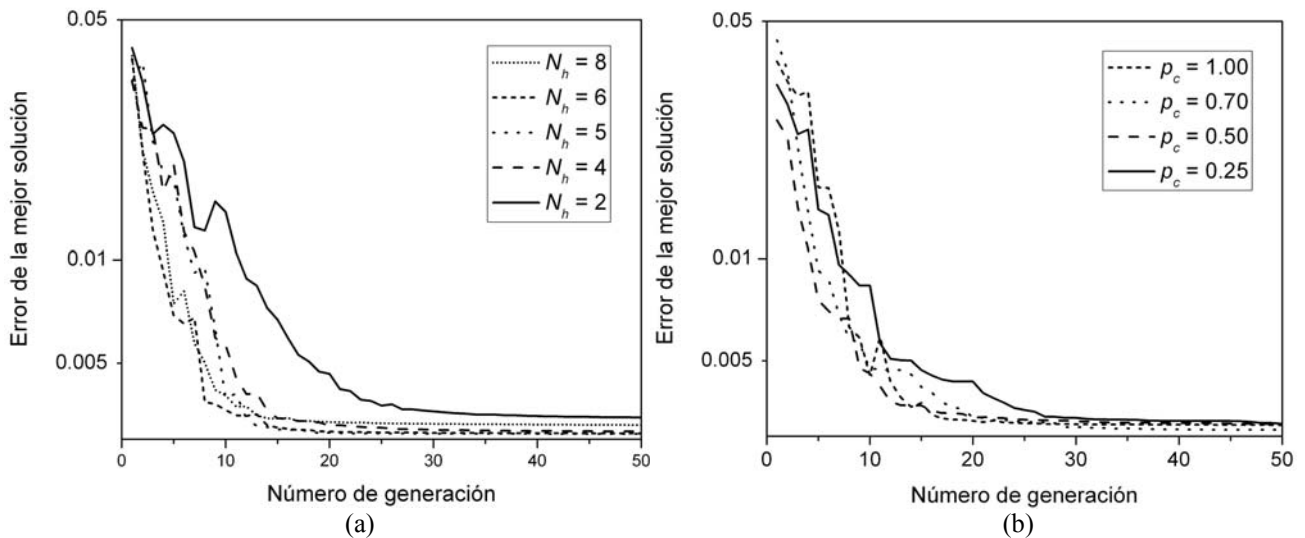 0.05
0.01
0.005
0
10
20
30
40
50
Error de la mejor solución
Número de generación
N_h = 8
N_h = 6
N_h = 5
N_h = 4
N_h = 2
(a)
0.05
0.01
0.005
0
10
20
30
40
50
Error de la mejor solución
Número de generación
p_c = 1.00
p_c = 0.70
p_c = 0.50
p_c = 0.25
(b)